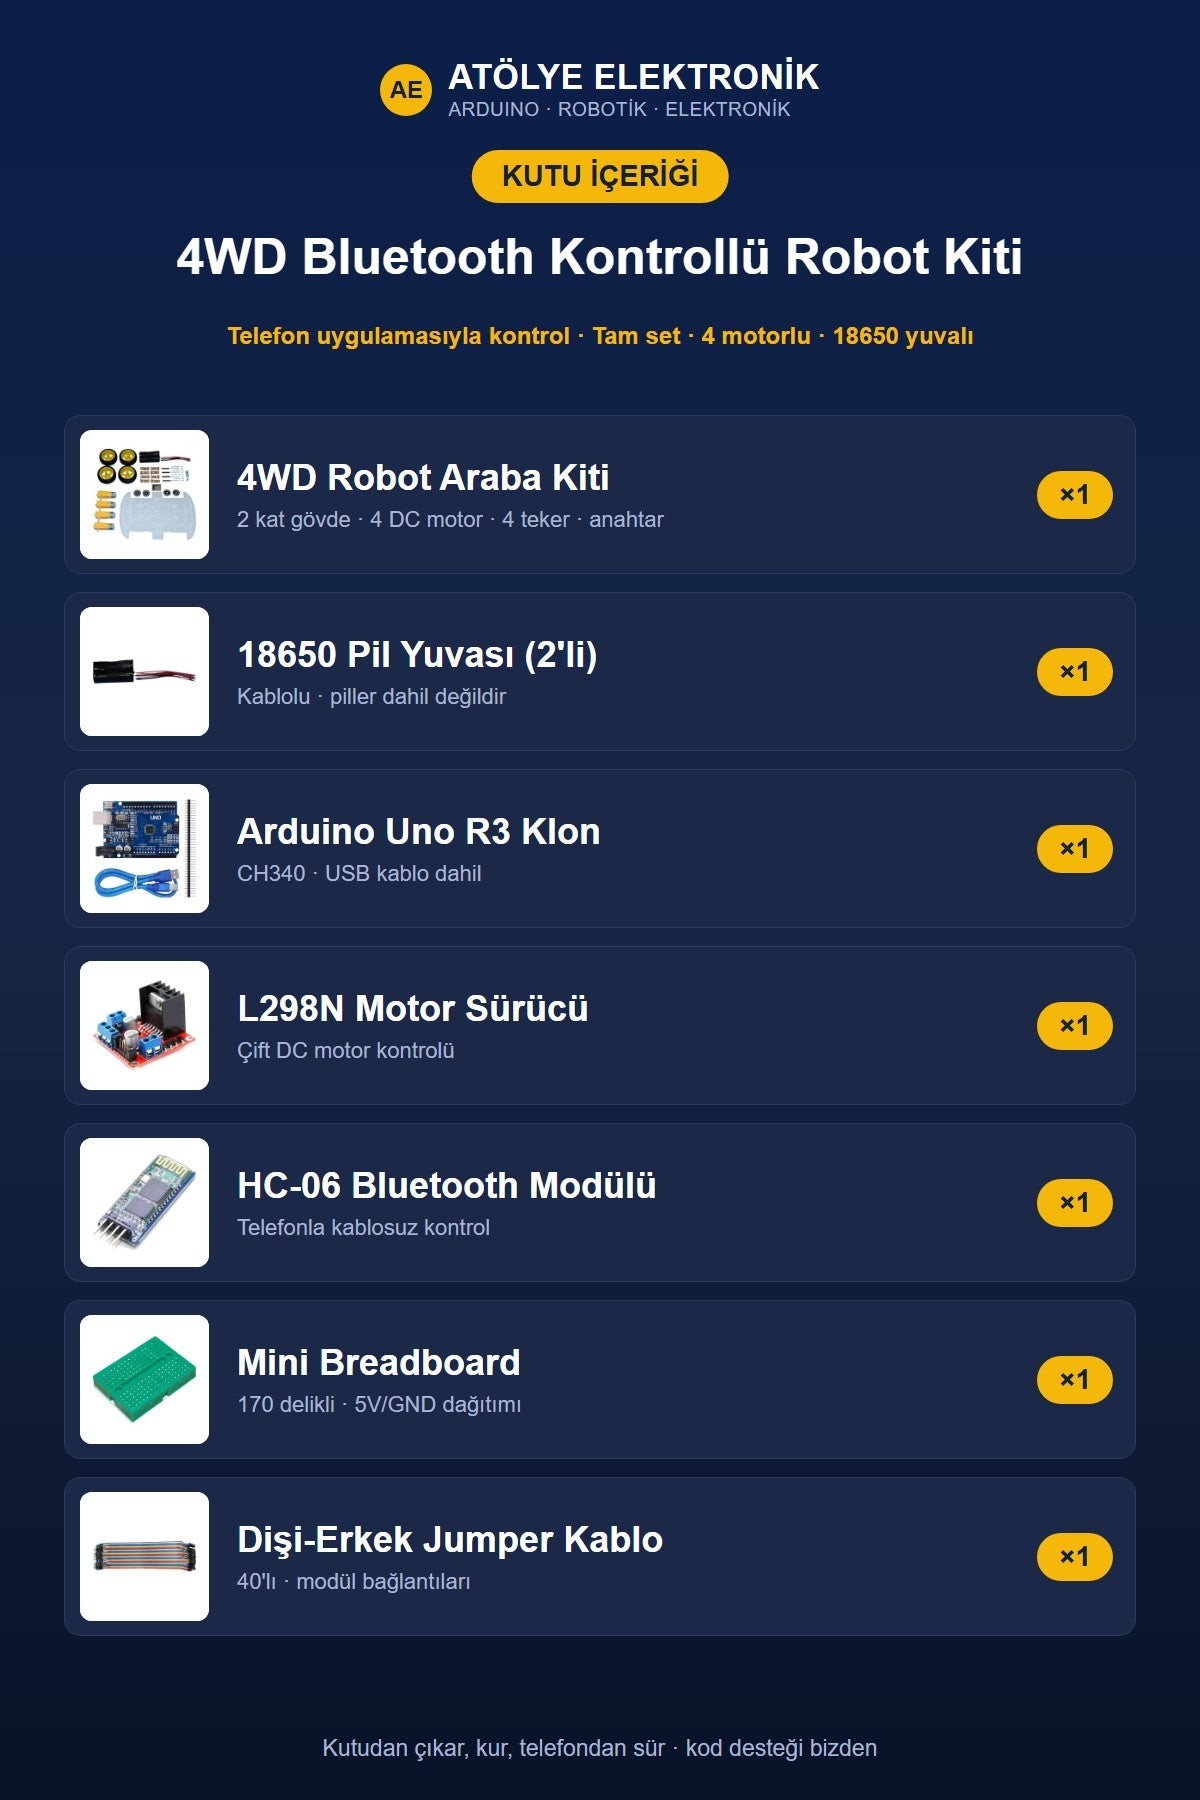 AE
ATÖLYE ELEKTRONİK
ARDUINO · ROBOTİK · ELEKTRONİK
KUTU İÇERİĞİ
4WD Bluetooth Kontrollü Robot Kiti
Telefon uygulamasıyla kontrol · Tam set · 4 motorlu · 18650 yuvalı
4WD Robot Araba Kiti
2 kat gövde · 4 DC motor · 4 teker · anahtar
×1
18650 Pil Yuvası (2'li)
Kablolu · piller dahil değildir
×1
UNO
Arduino Uno R3 Klon
CH340 · USB kablo dahil
×1
L298N Motor Sürücü
Çift DC motor kontrolü
×1
HC-06 Bluetooth Modülü
Telefonla kablosuz kontrol
×1
Mini Breadboard
170 delikli · 5V/GND dağıtımı
×1
Dişi-Erkek Jumper Kablo
40'lı · modül bağlantıları
×1
Kutudan çıkar, kur, telefondan sür · kod desteği bizden